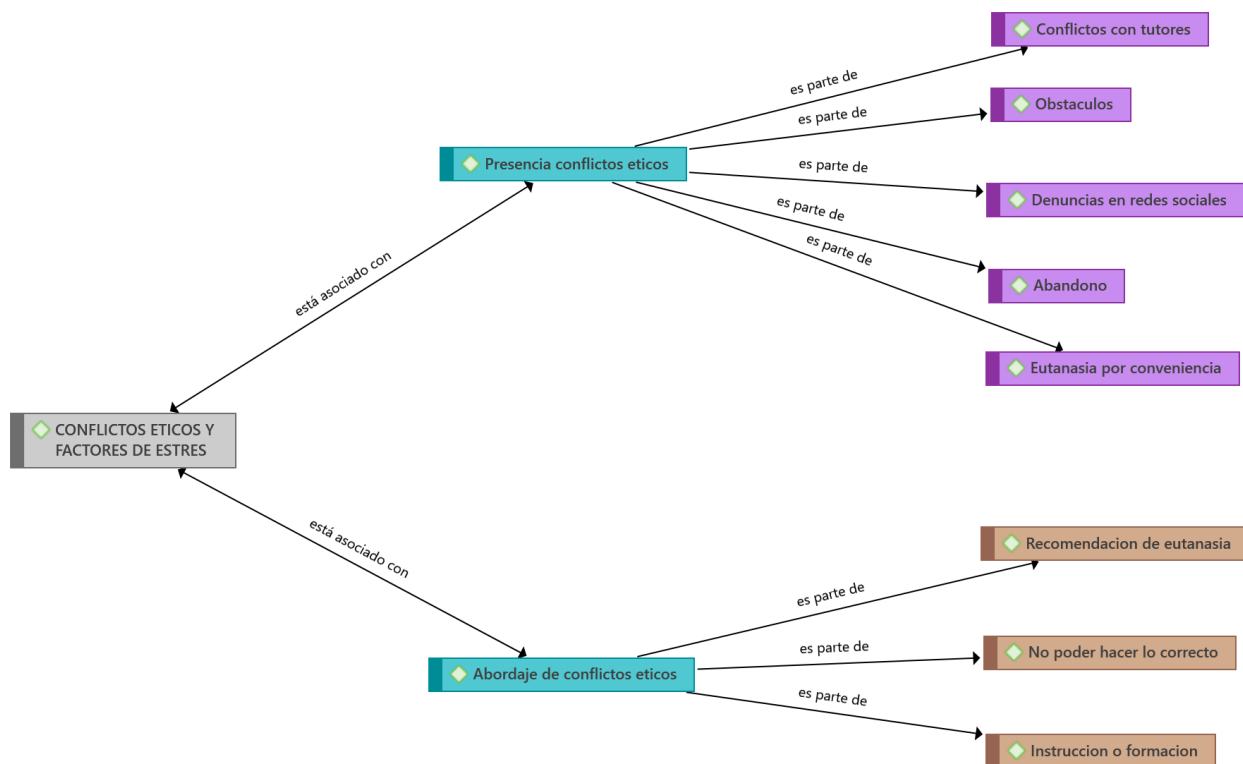 Conflictos con tutores
es parte de
Obstaculos
es parte de
Presencia conflictos eticos
es parte de
Denuncias en redes sociales
es parte de
es parte de
Abandono
está asociado con
Eutanasia por conveniencia
CONFLICTOS ETICOS Y
FACTORES DE ESTRES
está asociado con
Recomendacion de eutanasia
es parte de
No poder hacer lo correcto
es parte de
Abordaje de conflictos eticos
es parte de
Instruccion o formacion